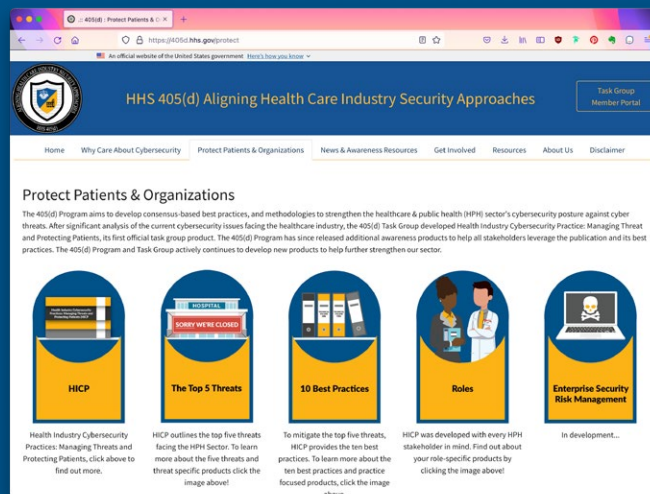 .: 405(d) : Protect Patients & O
https://405d.hhs.gov/protect
An official website of the United States government Here's how you know
HHS 405(d) Aligning Health Care Industry Security Approaches
Task Group
Member Portal
Home Why Care About Cybersecurity Protect Patients & Organizations News & Awareness Resources Get Involved Resources About Us Disclaimer
Protect Patients & Organizations
The 405(d) Program aims to develop consensus-based best practices, and methodologies to strengthen the healthcare & public health (HPH) sector's cybersecurity posture against cyber
threats. After significant analysis of the current cybersecurity issues facing the healthcare industry, the 405(d) Task Group developed Health Industry Cybersecurity Practice: Managing Threat
and Protecting Patients, its first official task group product. The 405(d) Program has since released additional awareness products to help all stakeholders leverage the publication and its best
practices. The 405(d) Program and Task Group actively continues to develop new products to help further strengthen our sector.
HOSPITAL
SORRY WE'RE CLOSED
HICP
The Top 5 Threats
10 Best Practices
Roles
Enterprise Security
Risk Management
Health Industry Cybersecurity
Practices: Managing Threats and
Protecting Patients, click above to
find out more.
HICP outlines the top five threats
facing the HPH Sector. To learn
more about the five threats and
threat specific products click the
image above!
To mitigate the top five threats,
HICP provides the ten best
practices. To learn more about the
ten best practices and practice
focused products, click the image
above
HICP was developed with every HPH
stakeholder in mind. Find out about
your role-specific products by
clicking the image above!
In development...